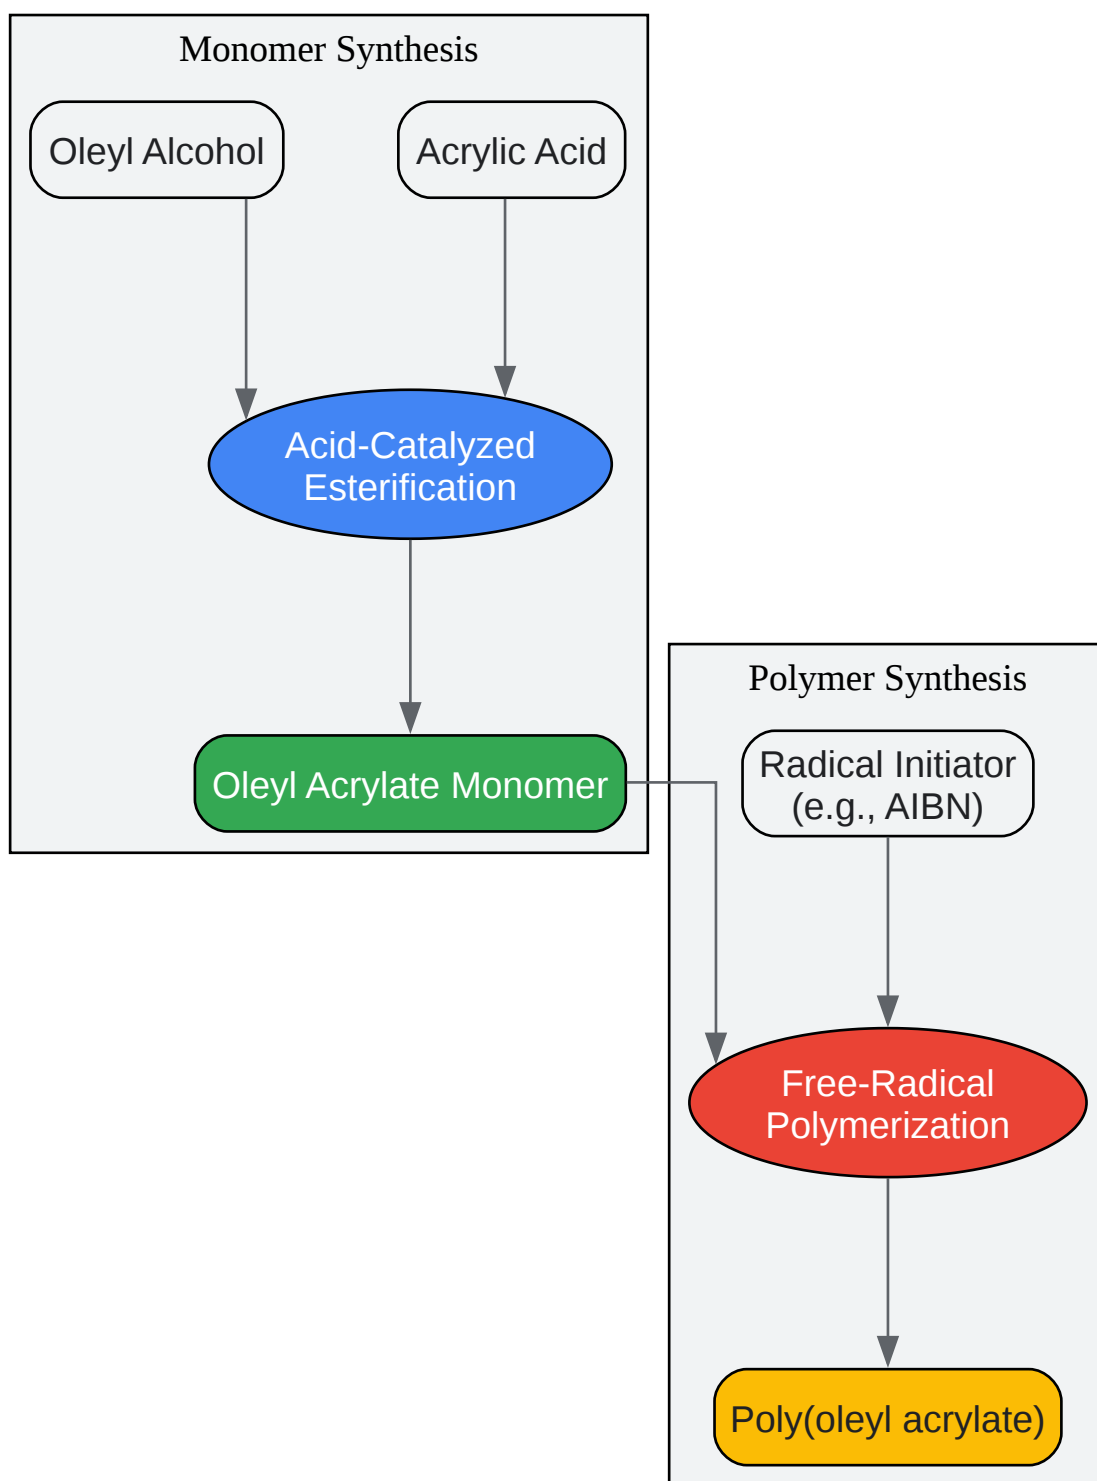 Monomer Synthesis
Oleyl Alcohol
Acrylic Acid
Acid-Catalyzed
Esterification
Oleyl Acrylate Monomer
Polymer Synthesis
Radical Initiator
(e.g., AIBN)
Free-Radical
Polymerization
Poly(oleyl acrylate)